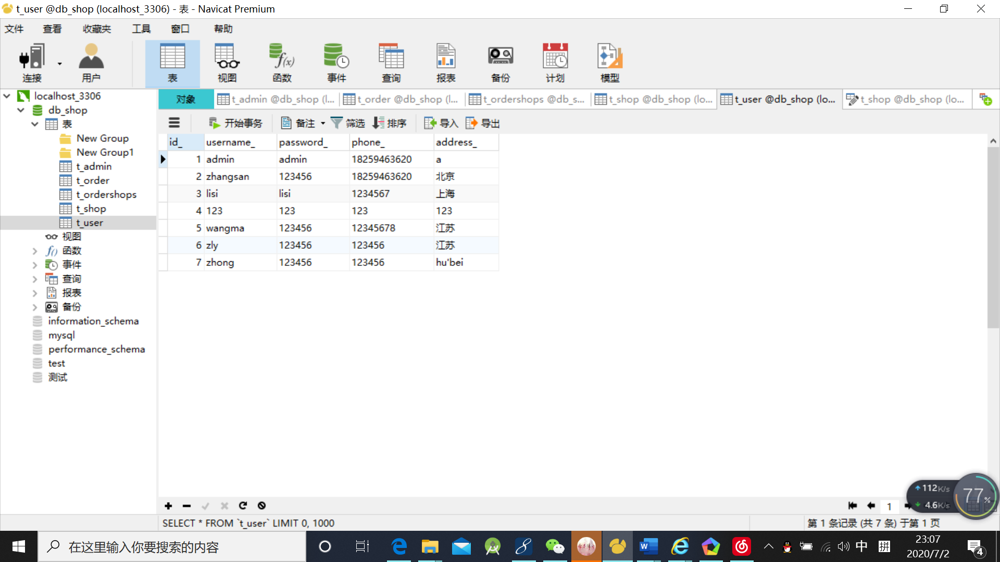 t_user @db_shop (localhost_3306) - 表 - Navicat Premium
文件 查看 收藏夹 工具 窗口 帮助
连接 用户 表 视图 函数 事件 查询 报表 备份 计划 模型
localhost_3306
db_shop
表
New Group
New Group1
t_admin
t_order
t_ordershops
t_shop
t_user
视图
函数
事件
查询
报表
备份
information_schema
mysql
performance_schema
test
测试
对象 t_admin @db_shop (l... t_order @db_shop (l... t_ordershops @db_s... t_shop @db_shop (lo... t_user @db_shop (lo... t_shop @db_shop (lo...
开始事务 备注 筛选 排序 导入 导出
id_ username_ password_ phone_ address_
1 admin admin 18259463620 a
2 zhangsan 123456 18259463620 北京
3 lisi lisi 1234567 上海
4 123 123 123 123
5 wangma 123456 12345678 江苏
6 zly 123456 123456 江苏
7 zhong 123456 123456 hu'bei
112K/s
4.6K/s
77%
1
SELECT * FROM `t_user` LIMIT 0, 1000
第 1 条记录 (共 7 条) 于第 1 页
在这里输入你要搜索的内容
中 拼
23:07
2020/7/2
4